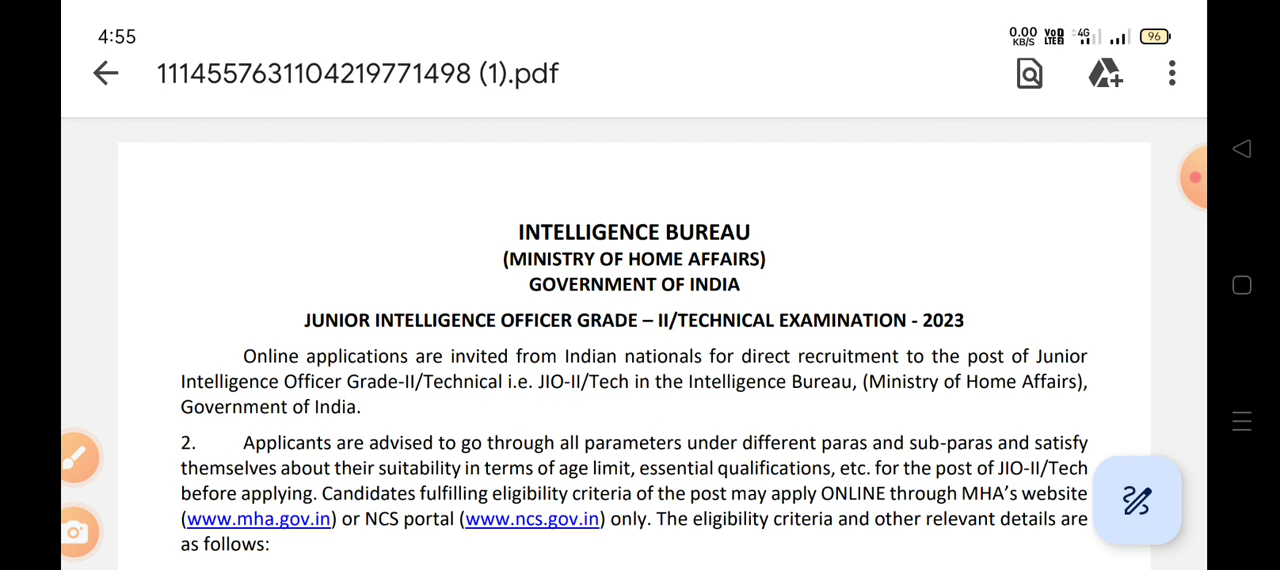 4:55
0.00 KB/S VoD LTE2 4G 96
1114557631104219771498 (1).pdf
INTELLIGENCE BUREAU
(MINISTRY OF HOME AFFAIRS)
GOVERNMENT OF INDIA
JUNIOR INTELLIGENCE OFFICER GRADE – II/TECHNICAL EXAMINATION - 2023
Online applications are invited from Indian nationals for direct recruitment to the post of Junior
Intelligence Officer Grade-II/Technical i.e. JIO-II/Tech in the Intelligence Bureau, (Ministry of Home Affairs),
Government of India.
2. Applicants are advised to go through all parameters under different paras and sub-paras and satisfy
themselves about their suitability in terms of age limit, essential qualifications, etc. for the post of JIO-II/Tech
before applying. Candidates fulfilling eligibility criteria of the post may apply ONLINE through MHA's website
(www.mha.gov.in) or NCS portal (www.ncs.gov.in) only. The eligibility criteria and other relevant details are
as follows: